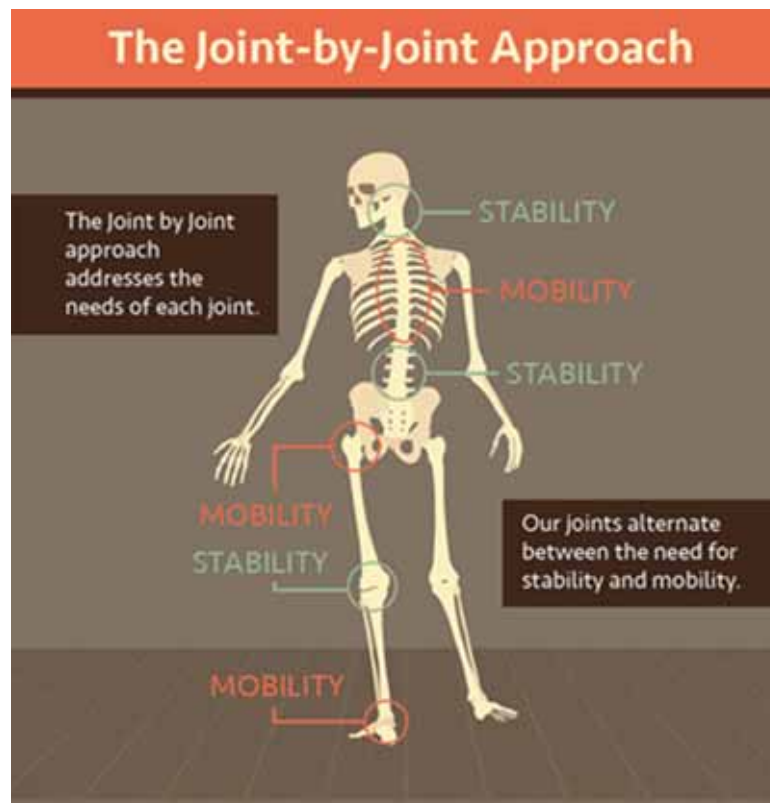 The Joint-by-Joint Approach
The Joint by Joint
approach
addresses the
needs of each joint.
STABILITY
MOBILITY
STABILITY
MOBILITY
STABILITY
Our joints alternate
between the need for
stability and mobility.
MOBILITY